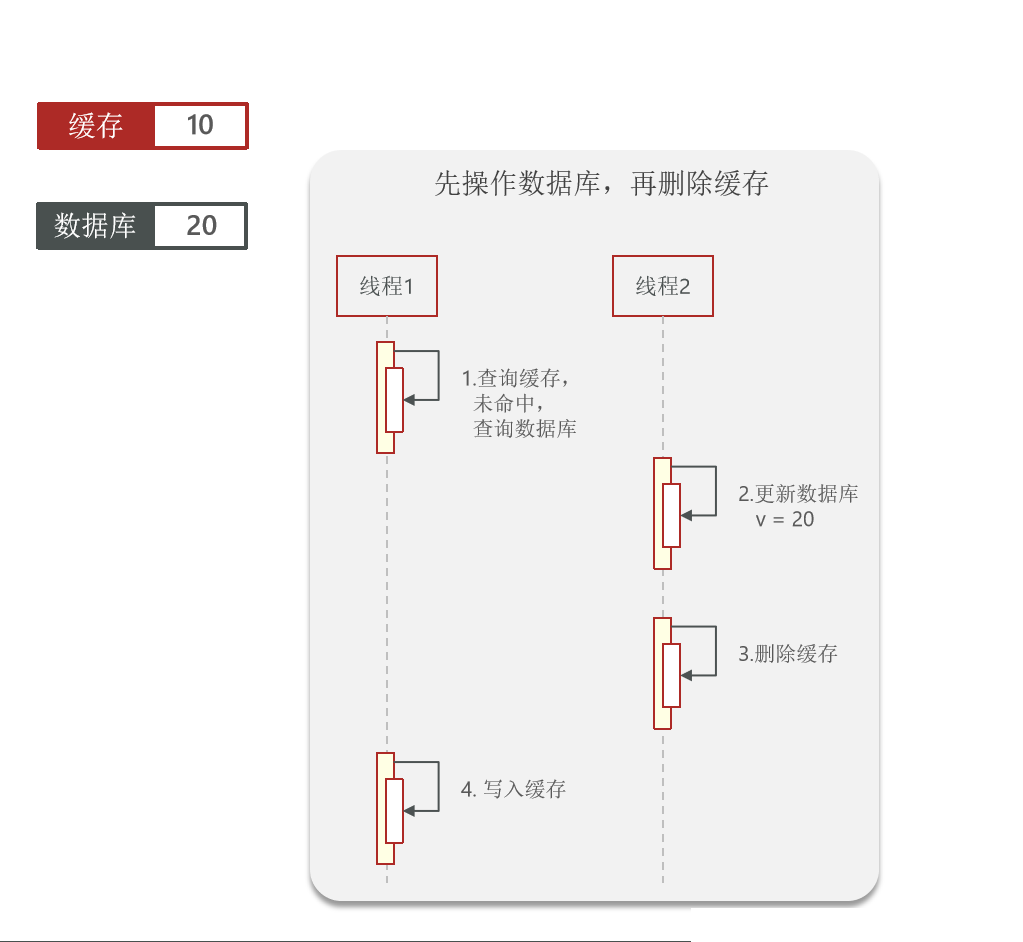 缓存 10
数据库 20
先操作数据库，再删除缓存
线程1 线程2
1.查询缓存，
未命中，
查询数据库
2.更新数据库
v = 20
3.删除缓存
4. 写入缓存